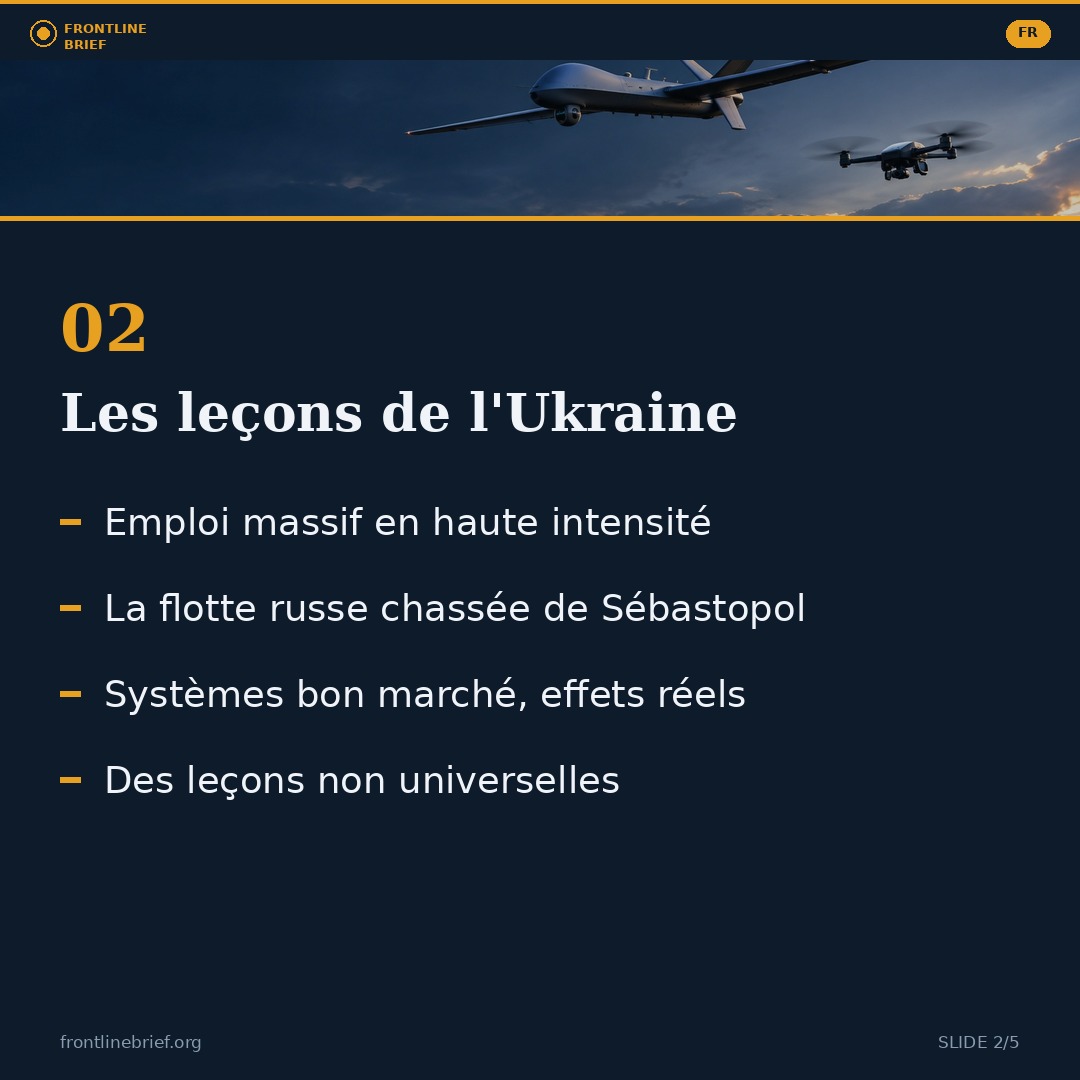 FRONTLINE
BRIEF
FR
02
Les leçons de l'Ukraine
Emploi massif en haute intensité
La flotte russe chassée de Sébastopol
Systèmes bon marché, effets réels
Des leçons non universelles
frontlinebrief.org
SLIDE 2/5